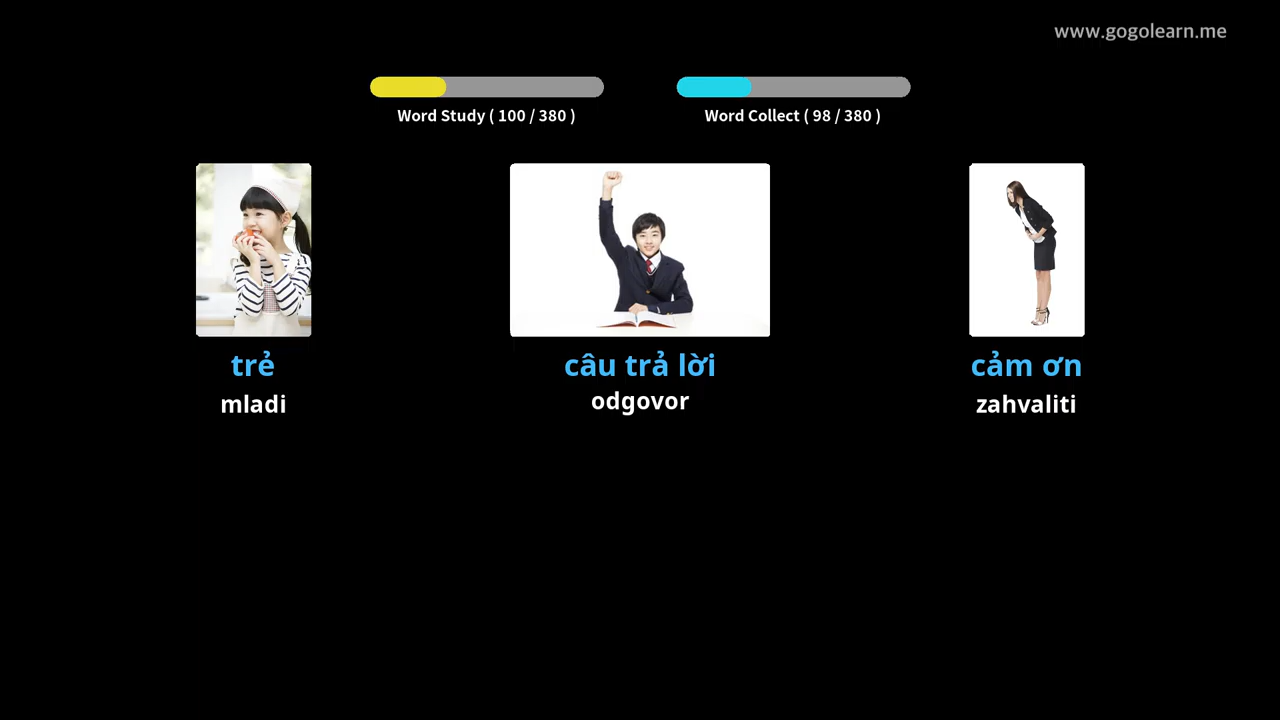 www.gogolearn.me
Word Study ( 100 / 380 )
Word Collect ( 98 / 380 )
trẻ
mladi
câu trả lời
odgovor
cảm ơn
zahvaliti